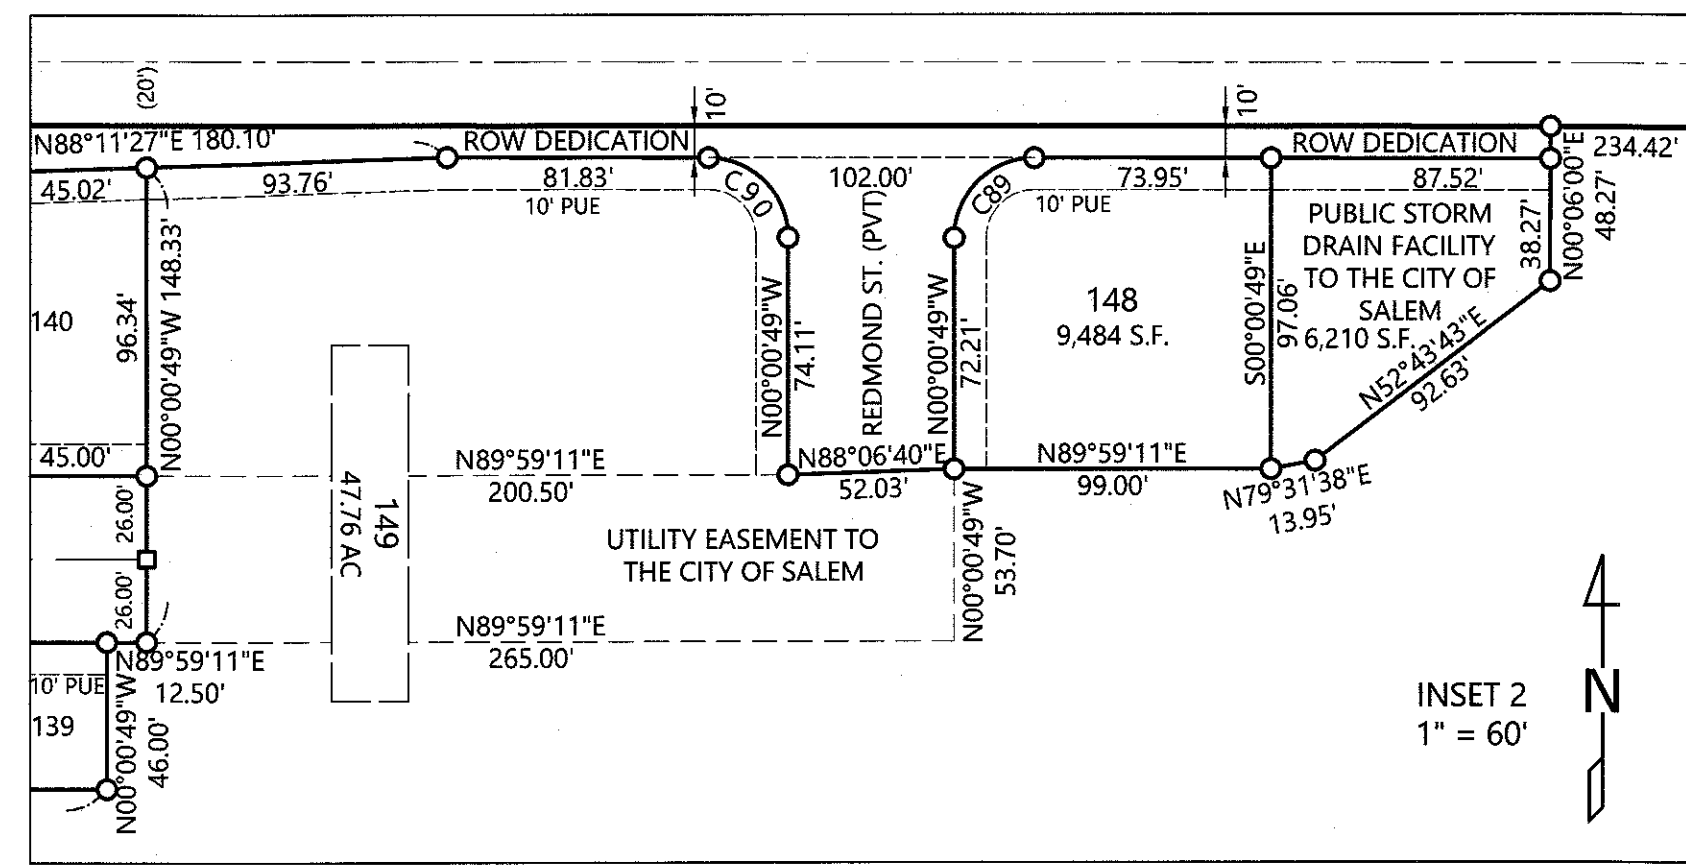 (20')
10'
10'
N88°11'27"E 180.10'
ROW DEDICATION
ROW DEDICATION
234.42'
45.02'
93.76'
81.83'
10' PUE
C90
102.00'
C89
73.95'
10' PUE
87.52'
N00°06'00"E
48.27'
38.27'
PUBLIC STORM
DRAIN FACILITY
TO THE CITY OF
SALEM
6,210 S.F.
140
96.34'
N00°00'49"W 148.33'
N00°00'49"W
74.11'
REDMOND ST. (PVT)
N00°00'49"W
72.21'
148
9,484 S.F.
S00°00'49"E
97.06'
N52°43'43"E
92.63'
45.00'
N89°59'11"E
200.50'
N88°06'40"E
52.03'
N89°59'11"E
99.00'
N79°31'38"E
13.95'
26.00'
26.00'
149
47.76 AC
UTILITY EASEMENT TO
THE CITY OF SALEM
N00°00'49"W
53.70'
N89°59'11"E
265.00'
N89°59'11"E
12.50'
10' PUE
139
N00°00'49"W
46.00'
INSET 2
1" = 60'
N